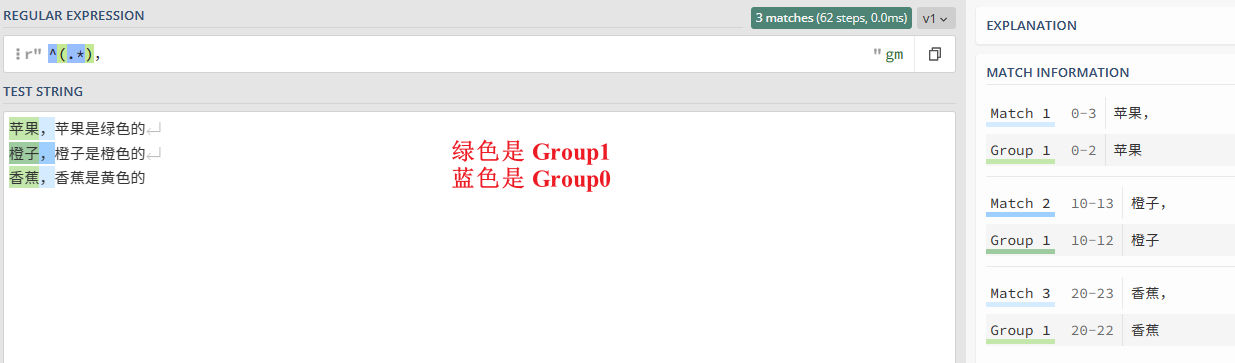 REGULAR EXPRESSION
3 matches (62 steps, 0.0ms)
v1
r" ^(.*)，
" gm
TEST STRING
苹果，苹果是绿色的
橙子，橙子是橙色的
香蕉，香蕉是黄色的
绿色是 Group1
蓝色是 Group0
EXPLANATION
MATCH INFORMATION
Match 1 0-3 苹果，
Group 1 0-2 苹果
Match 2 10-13 橙子，
Group 1 10-12 橙子
Match 3 20-23 香蕉，
Group 1 20-22 香蕉